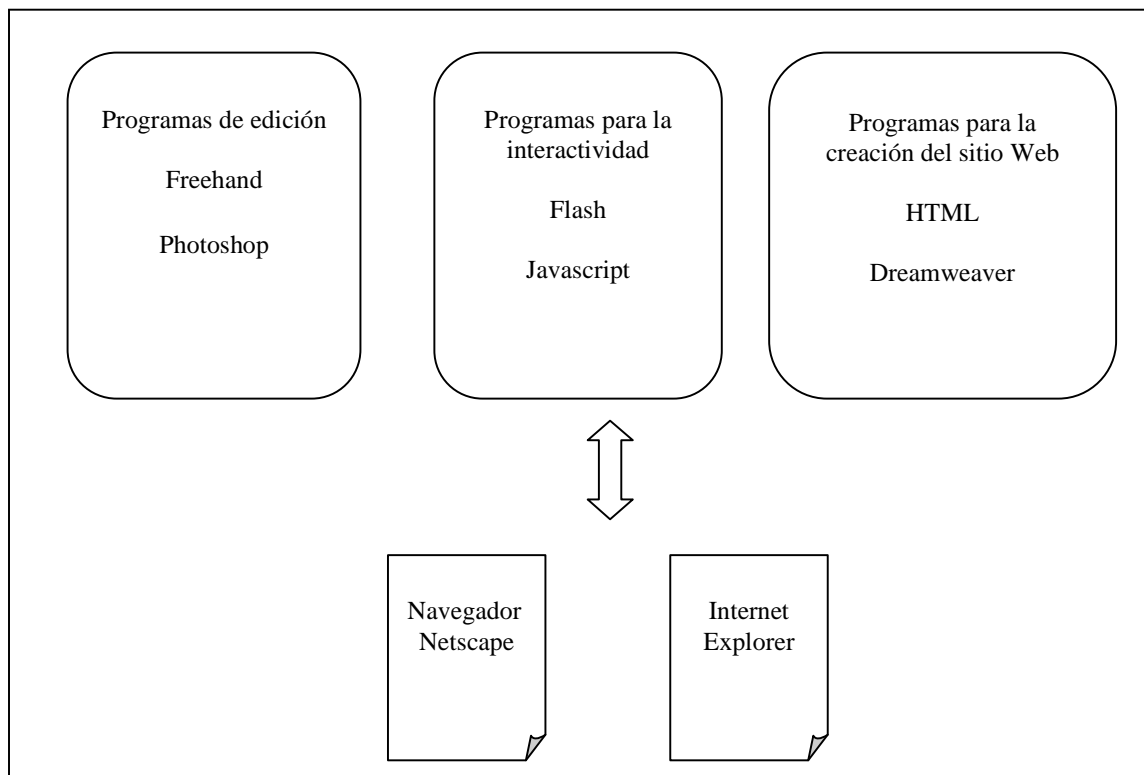 Programas de edición
Freehand
Photoshop
Programas para la
interactividad
Flash
Javascript
Programas para la
creación del sitio Web
HTML
Dreamweaver
Navegador
Netscape
Internet
Explorer